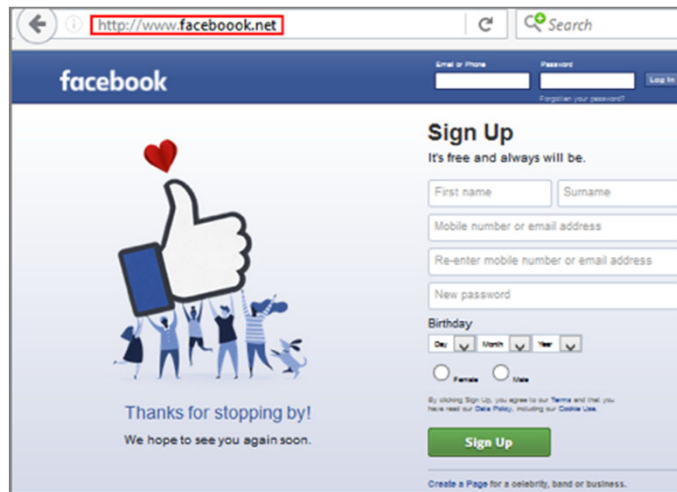 http://www.faceboook.net
Search
facebook
Email or Phone
Password
Log In
Forgotten your password?
Sign Up
It's free and always will be.
First name
Surname
Mobile number or email address
Re-enter mobile number or email address
New password
Birthday
Day
Month
Year
Female
Male
By clicking Sign Up, you agree to our Terms and that you
have read our Data Policy, including our Cookie Use.
Sign Up
Create a Page for a celebrity, band or business.
Thanks for stopping by!
We hope to see you again soon.